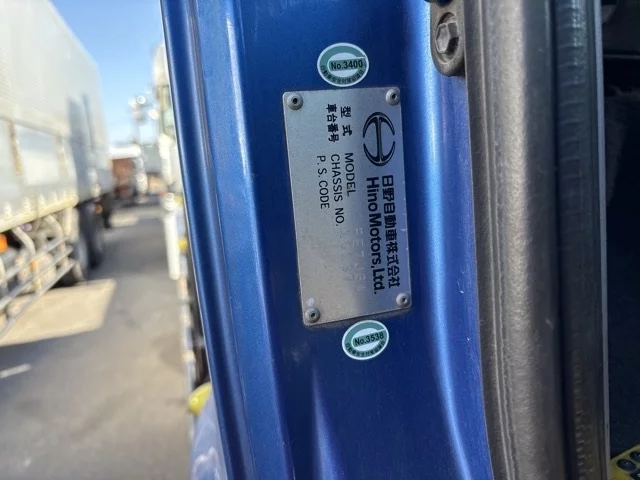 No.3400
日野自動車株式会社
Hino Motors, Ltd.
型式 MODEL
車台番号 CHASSIS NO.
P.S.CODE
No.3538